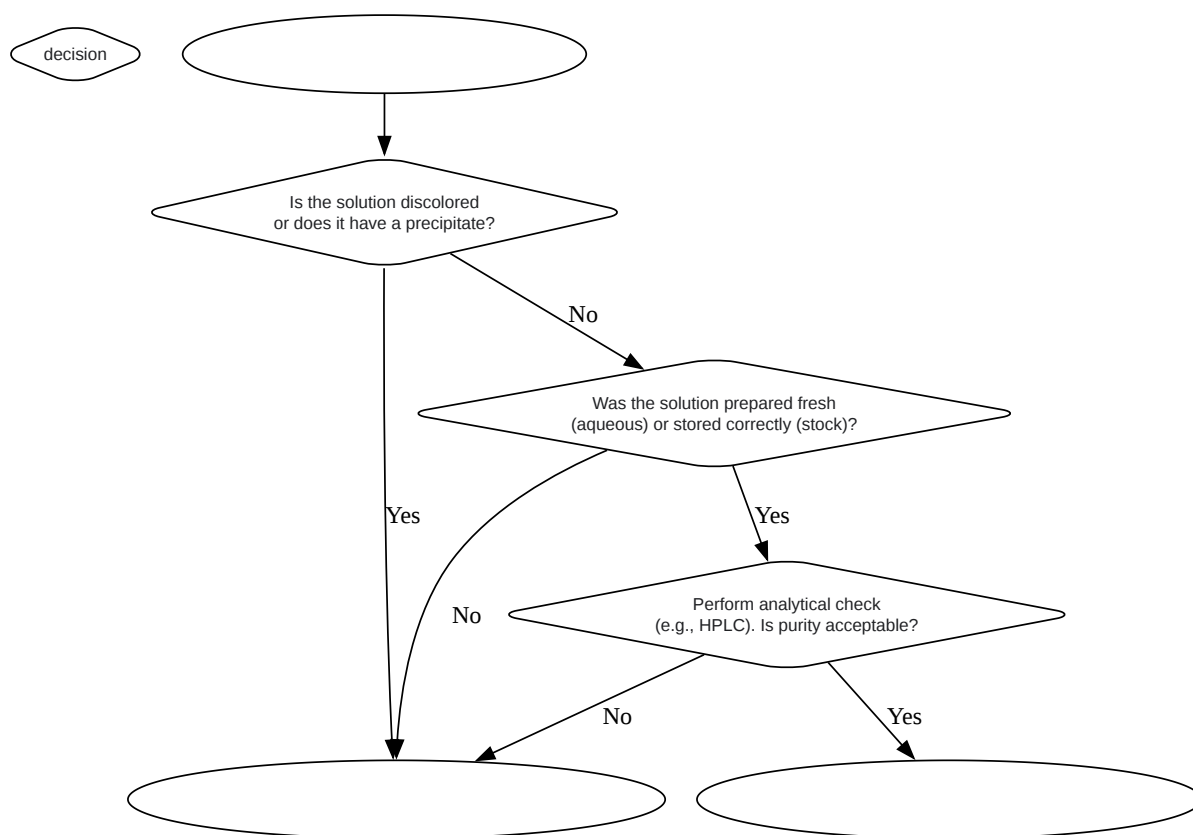 decision
Is the solution discolored
or does it have a precipitate?
No
Was the solution prepared fresh
(aqueous) or stored correctly (stock)?
Yes
Yes
No
Perform analytical check
(e.g., HPLC). Is purity acceptable?
No
Yes